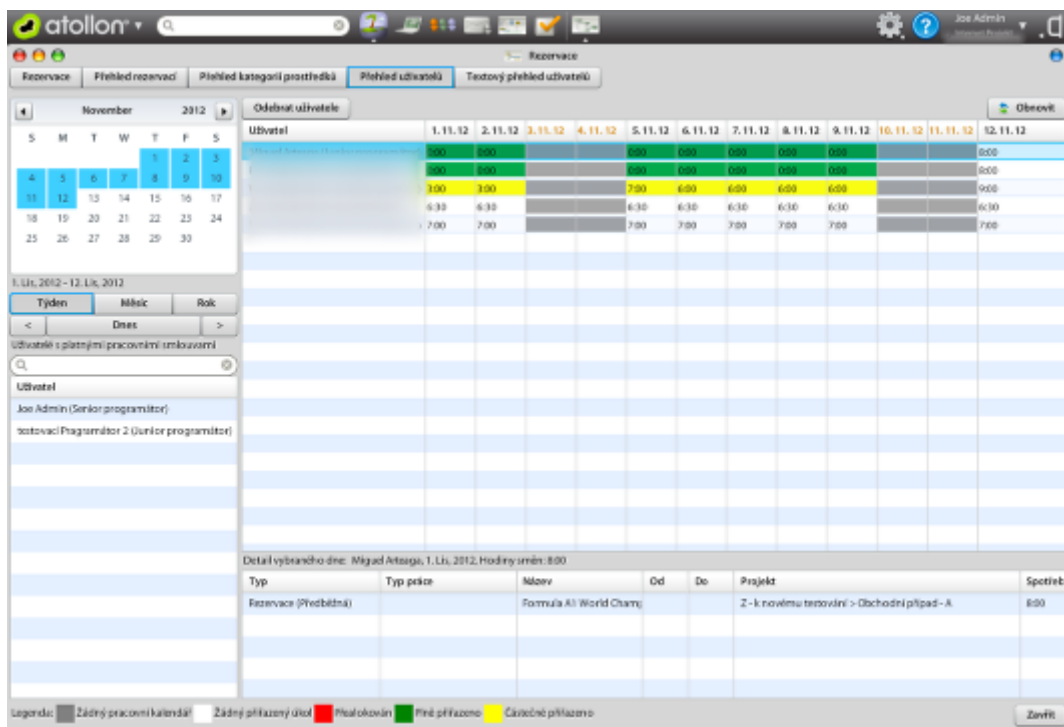 atollon
Joe Admin
Rezervace
Rezervace Přehled rezervací Přehled kategorií prostředků Přehled uživatelů Textový přehled uživatelů
November 2012
Odebrat uživatele Obnovit
S M T W T F S
Uživatel 1. 11. 12 2. 11. 12 3. 11. 12 4. 11. 12 5. 11. 12 6. 11. 12 7. 11. 12 8. 11. 12 9. 11. 12 10. 11. 12 11. 11. 12 12. 11. 12
1 2 3
4 5 6 7 8 9 10
11 12 13 14 15 16 17
18 19 20 21 22 23 24
25 26 27 28 29 30
0:00 0:00 0:00 0:00 0:00 0:00 0:00 8:00
0:00 0:00 0:00 0:00 0:00 0:00 0:00 8:00
3:00 3:00 7:00 6:00 6:00 6:00 6:00 9:00
6:30 6:30 6:30 6:30 6:30 6:30 6:30 6:30
7:00 7:00 7:00 7:00 7:00 7:00 7:00 7:00
1. Lis, 2012 - 12. Lis, 2012
Týden Měsíc Rok
< Dnes >
Uživatelé s platnými pracovními smlouvami
Uživatel
Joe Admin (Senior programátor)
testovací Programátor 2 (Junior programátor)
Detail vybraného dne: Miguel Arteaga, 1. Lis, 2012, Hodiny směn: 8:00
Typ Typ práce Název Od Do Projekt Spotřeb
Rezervace (Předběžná) Formula A1 World Champ Z - k novému testování > Obchodní případ - A 8:00
Legenda: Žádný pracovní kalendář Žádný přiřazený úkol Přealokován Plně přiřazeno Částečně přiřazeno
Zavřít